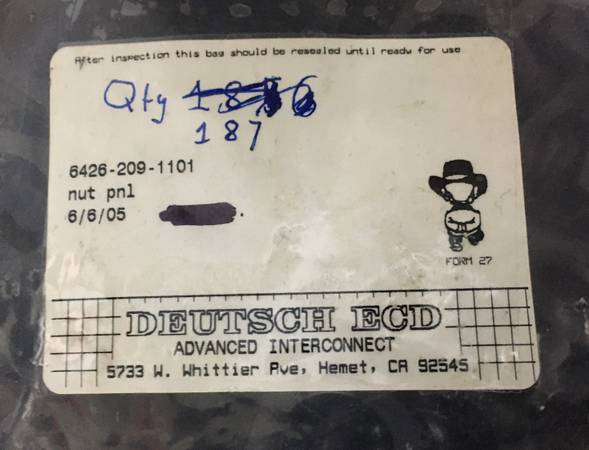 After inspection this bag should be resealed until ready for use
Qty
187
6426-209-1101
nut pnl
6/6/05
FORM 27
DEUTSCH ECD
ADVANCED INTERCONNECT
5733 W. Whittier Ave, Hemet, CA 92545